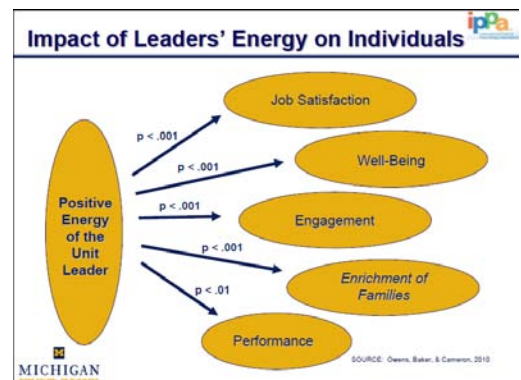 Impact of Leaders' Energy on Individuals
ippa
Job Satisfaction
p < .001
p < .001
Well-Being
Positive
Energy
of the
Unit
Leader
p < .001
Engagement
p < .001
Enrichment of
Families
p < .01
Performance
SOURCE: Owens, Baker, & Cameron, 2010
M
MICHIGAN